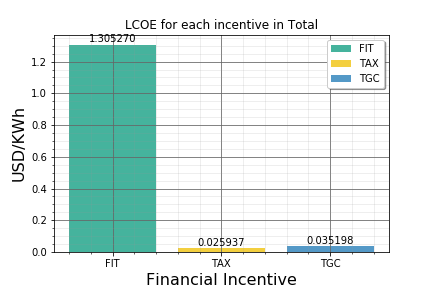 LCOE for each incentive in Total
1.305270
FIT
TAX
TGC
1.2
1.0
0.8
0.6
0.4
0.2
0.0
USD/KWh
0.025937
0.035198
FIT
TAX
TGC
Financial Incentive